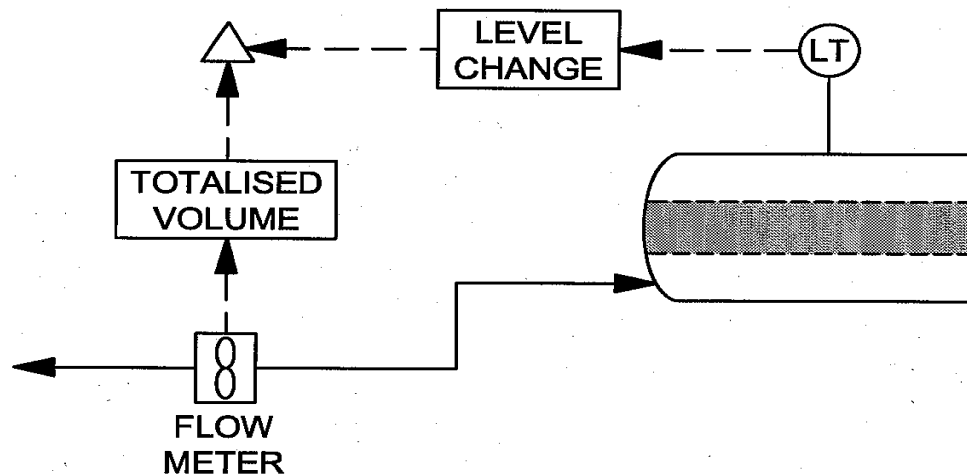 LEVEL
CHANGE
LT
TOTALISED
VOLUME
FLOW
METER